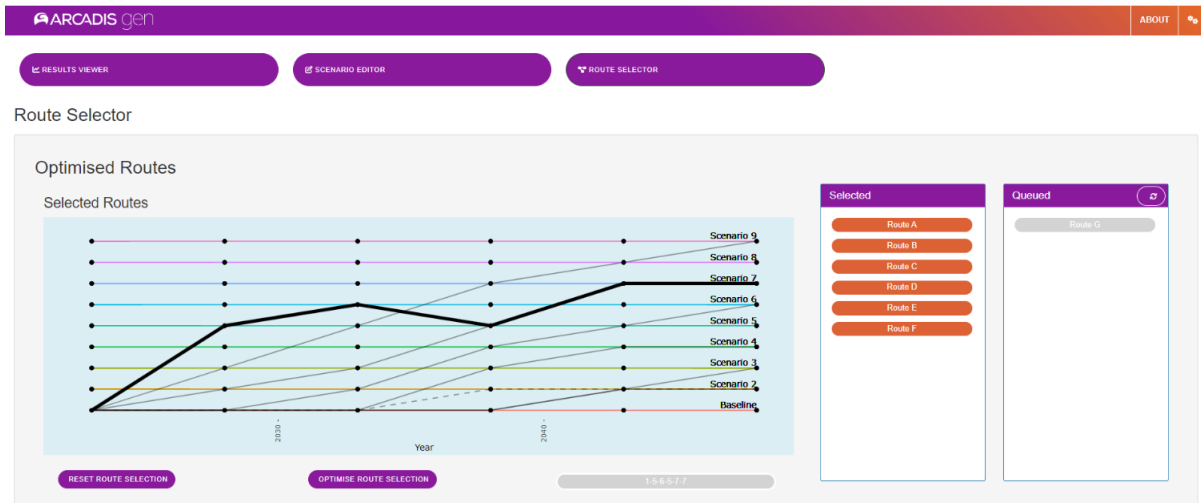 ARCADIS gen
ABOUT
RESULTS VIEWER
SCENARIO EDITOR
ROUTE SELECTOR
Route Selector
Optimised Routes
Selected Routes
Scenario 9
Scenario 8
Scenario 7
Scenario 6
Scenario 5
Scenario 4
Scenario 3
Scenario 2
Baseline
2030 -
2040 -
Year
RESET ROUTE SELECTION
OPTIMISE ROUTE SELECTION
1-5-6-5-7-7
Selected
Route A
Route B
Route C
Route D
Route E
Route F
Queued
Route G